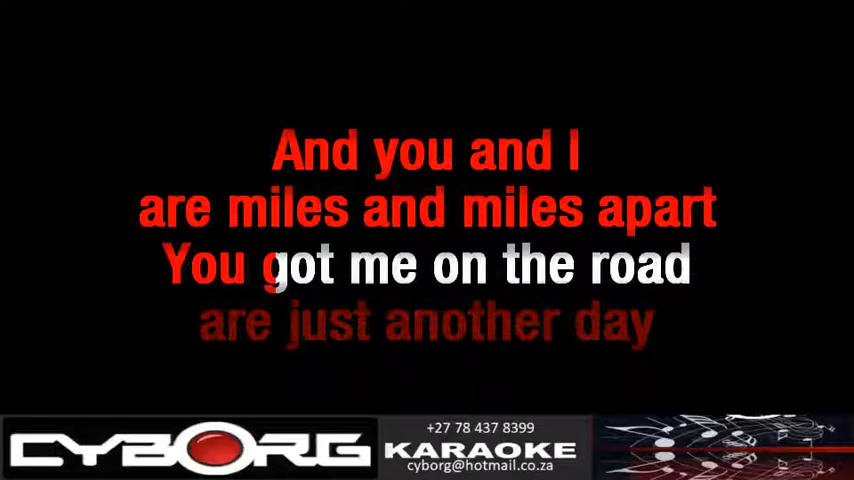 And you and I
are miles and miles apart
You got me on the road
are just another day
CYBORG
+27 78 437 8399
KARAOKE
cyborg@hotmail.co.za